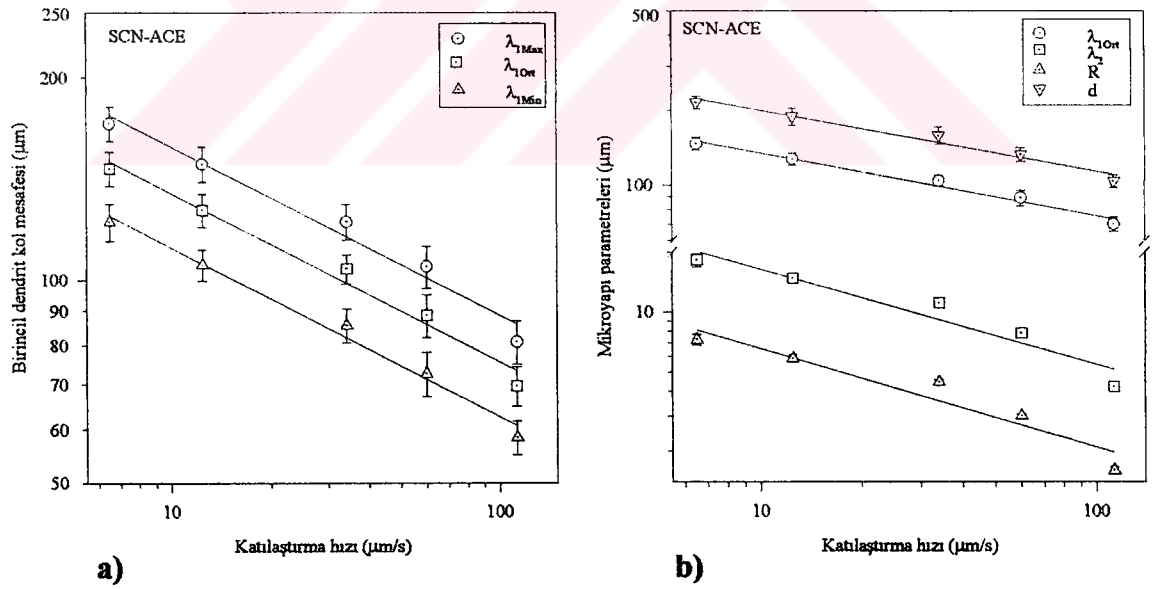 SCN-ACE
λ1Max
λ1Ort
λ1Min
250
200
150
100
90
80
70
60
50
10
100
Birincil dendrit kol mesafesi (µm)
Katılaştırma hızı (µm/s)
a)
SCN-ACE
λ1Ort
λ2
R
d
500
100
10
10
100
Mikroyapı parametreleri (µm)
Katılaştırma hızı (µm/s)
b)